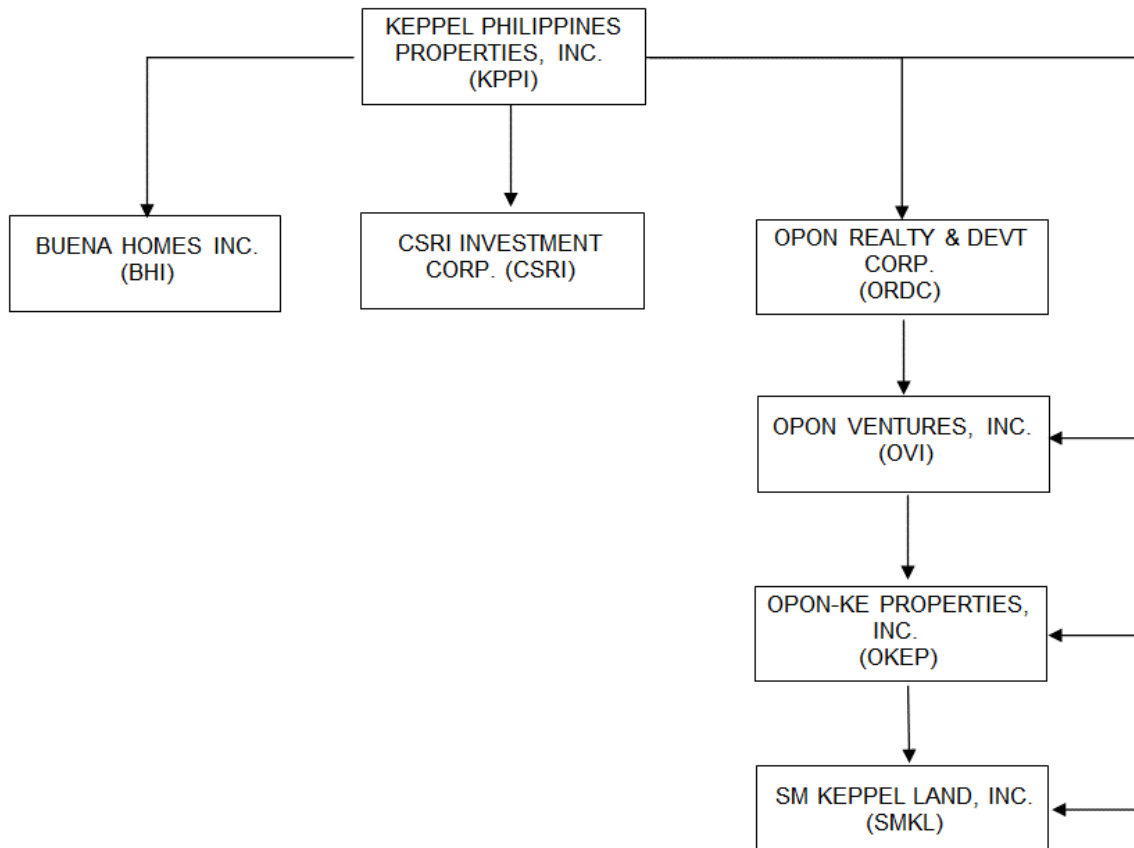 KEPPEL PHILIPPINES
PROPERTIES, INC.
(KPPI)
BUENA HOMES INC.
(BHI)
CSRI INVESTMENT
CORP. (CSRI)
OPON REALTY & DEVT
CORP.
(ORDC)
OPON VENTURES, INC.
(OVI)
OPON-KE PROPERTIES,
INC.
(OKEP)
SM KEPPEL LAND, INC.
(SMKL)